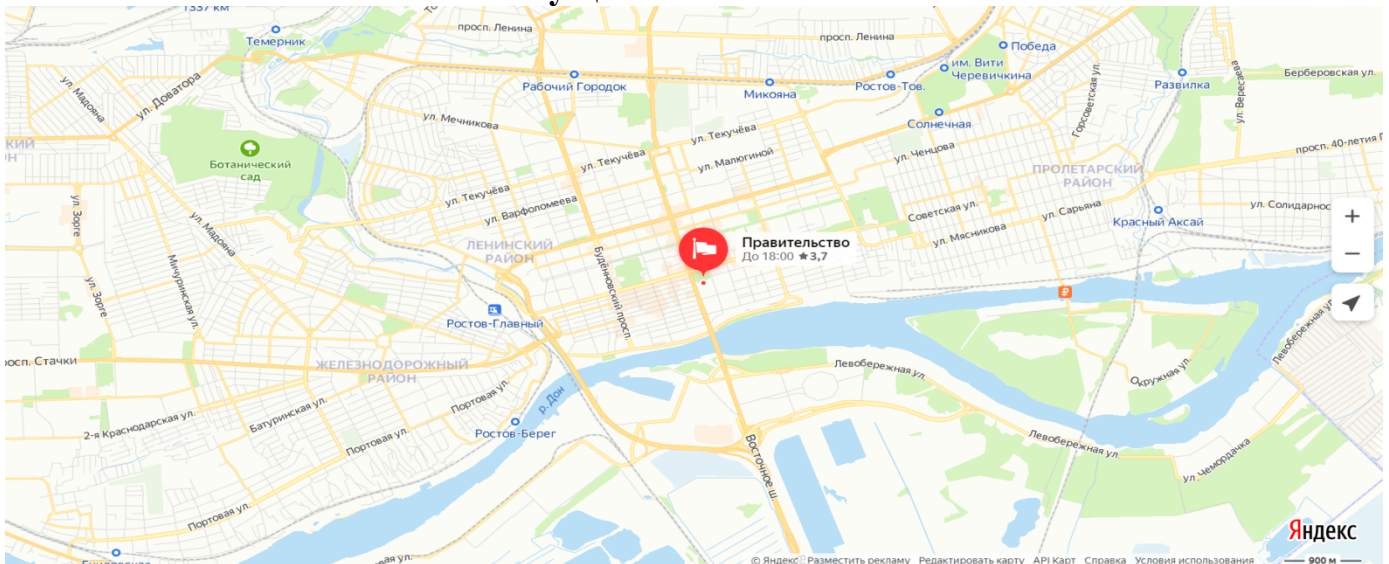 1337 км
просп. Ленина
Темерник
просп. Ленина
Победа
им. Вити
Черевичкина
ул. Мадояна
ул. Доватора
Рабочий Городок
Микояна
Ростов-Тов.
Развилка
Берберовская ул.
ул. Вересаева
Горсоветская ул.
ул. Мечникова
Солнечная
ул. Текучёва
Ботанический
сад
ул. Текучёва
ул. Малюгиной
ул. Ченцова
просп. 40-летия П
ПРОЛЕТАРСКИЙ
РАЙОН
ул. Текучёва
ул. Варфоломеева
Советская ул.
ул. Сарьяна
ул. Солидарнос
Красный Аксай
ул. Зорге
ул. Мадояна
ЛЕНИНСКИЙ
РАЙОН
Будённовский просп.
Правительство
До 18:00 ★3,7
ул. Мясникова
Мичуринская ул.
ул. Зорге
Ростов-Главный
Левобережная ул.
просп. Стачки
ЖЕЛЕЗНОДОРОЖНЫЙ
РАЙОН
Левобережная ул.
Окружная ул.
Портовая ул.
р. Дон
Батуринская ул.
2-я Краснодарская ул.
Портовая ул.
Ростов-Берег
Восточное ш.
Левобережная ул.
ул. Чемордачка
Портовая ул.
Яндекс
© Яндекс Разместить рекламу Редактировать карту API Карт Справка Условия использования 900 м